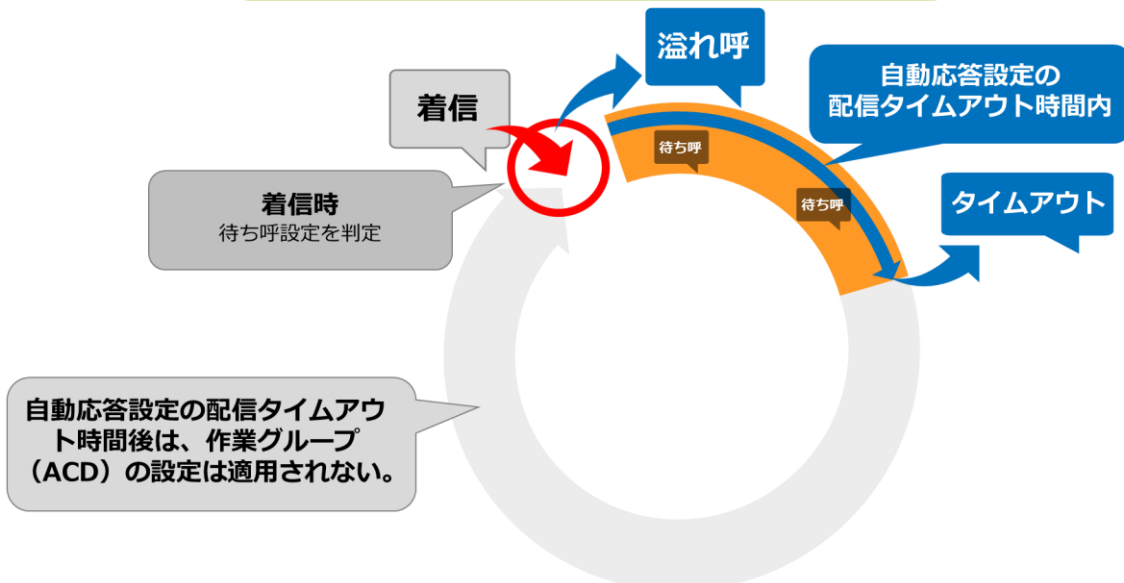 溢れ呼
自動応答設定の
配信タイムアウト時間内
着信
待ち呼
着信時
待ち呼設定を判定
待ち呼
タイムアウト
自動応答設定の配信タイムアウ
ト時間後は、作業グループ
（ACD）の設定は適用されない。